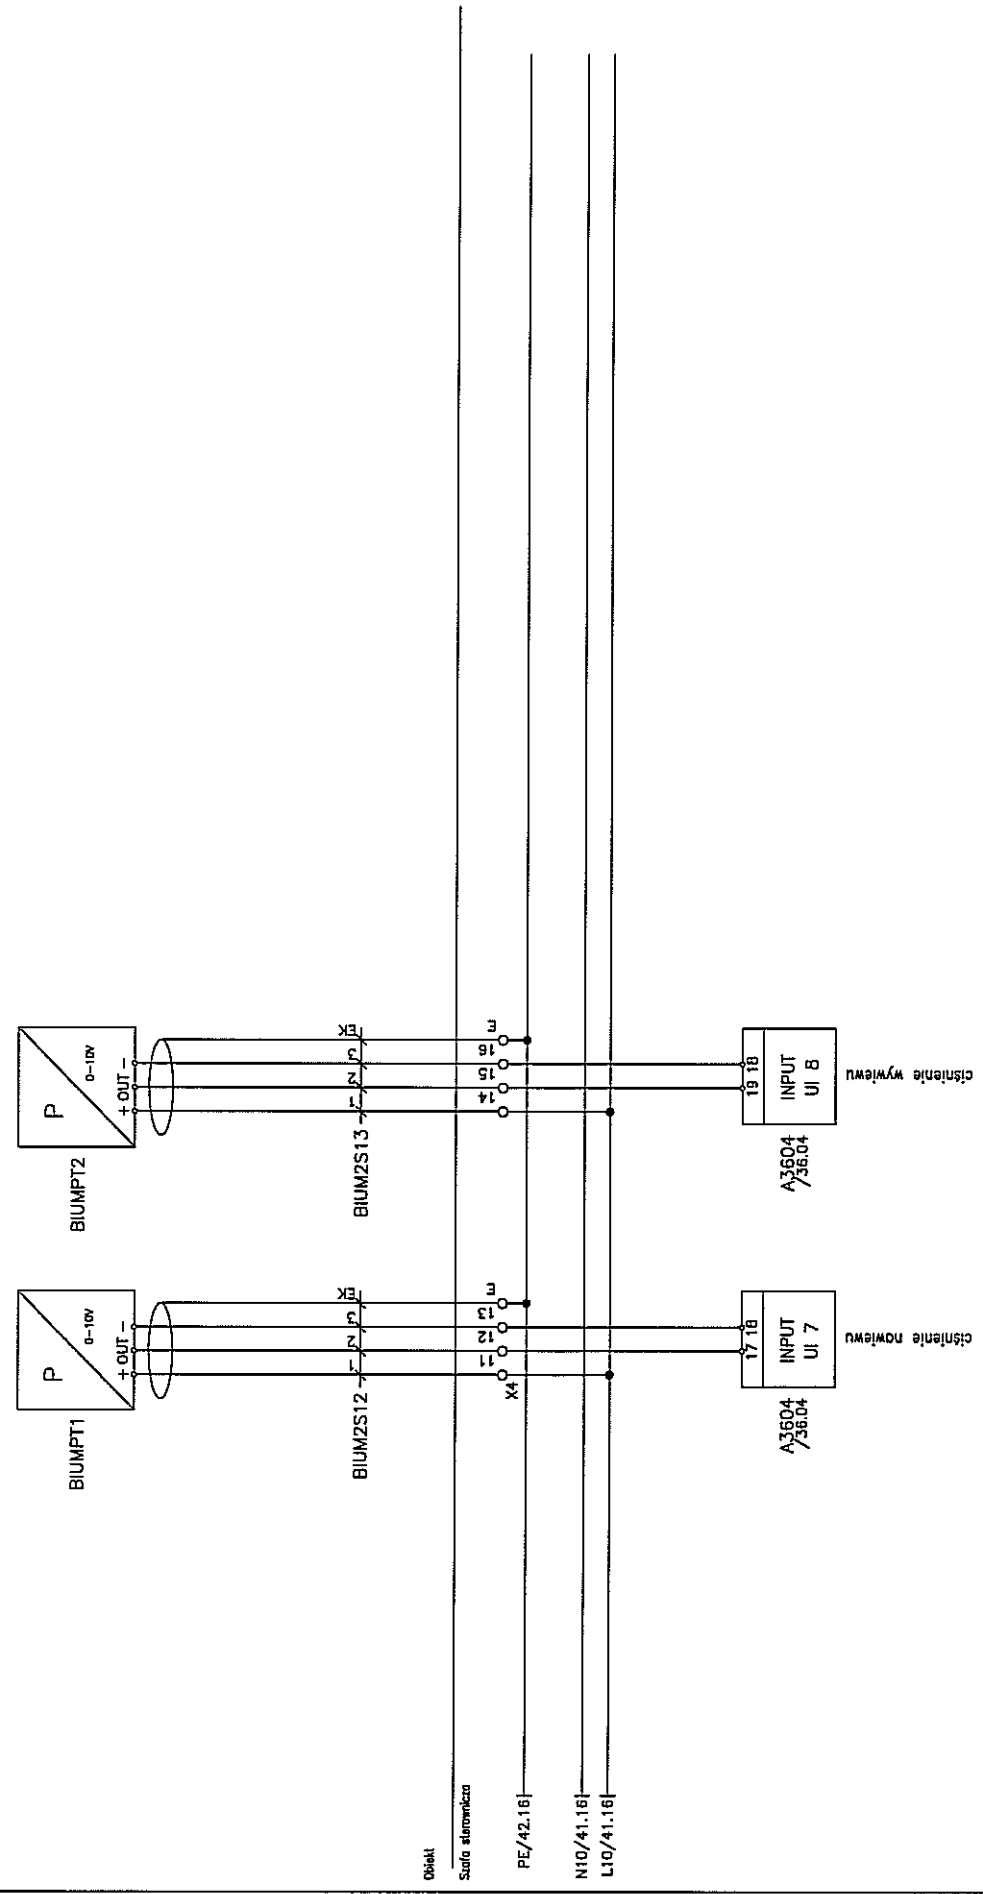 BIUMPT1
P
0-10V
+ OUT -
BIUMPT2
P
0-10V
+ OUT -
BIUM2S12
1
2
3
EK
BIUM2S13
1
2
3
EK
Obiekt
Szafa sterownicza
X4
11
12
13
E
14
15
16
E
PE/42.16
N10/41.16
L10/41.16
A3604
/36.04
17 18
INPUT
UI 7
ciśnienie nawiewu
A3604
/36.04
19 18
INPUT
UI 8
ciśnienie wywiewu